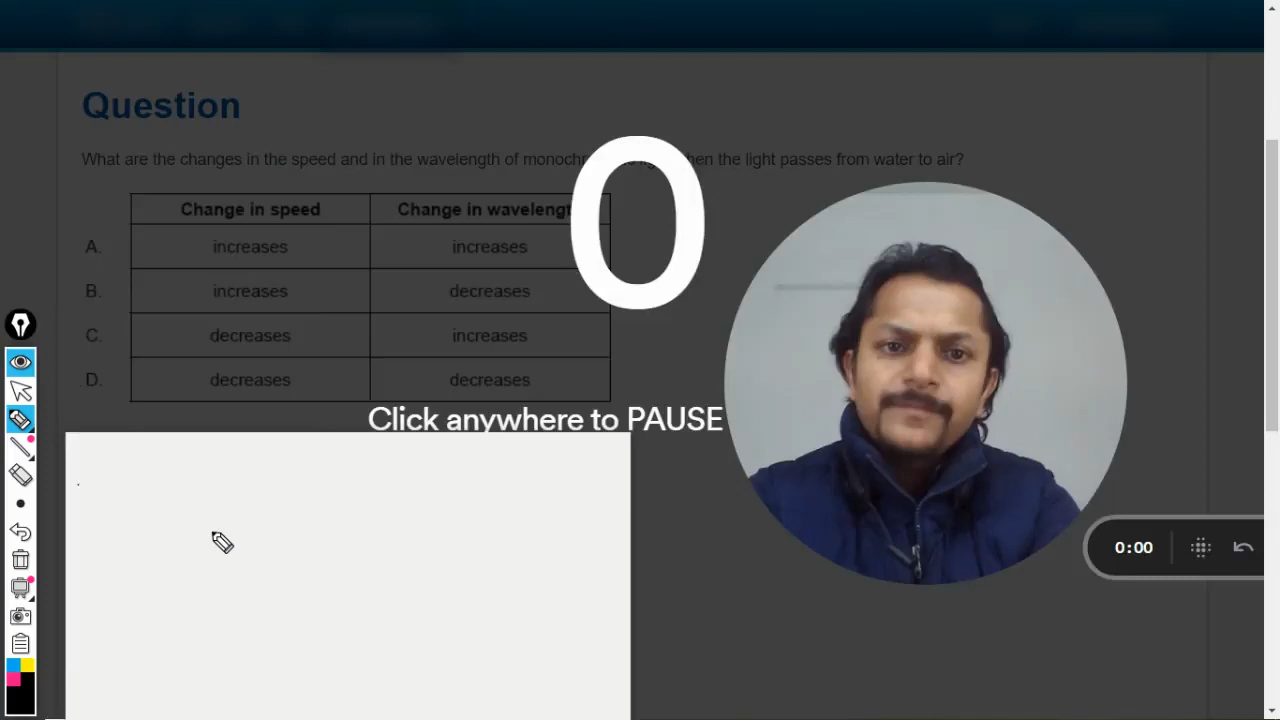 Question
What are the changes in the speed and in the wavelength of when the light passes from water to air?
Change in speed Change in wavelengt
A. increases increases
B. increases decreases
C. decreases increases
D. decreases decreases
0
Click anywhere to PAUSE
0:00